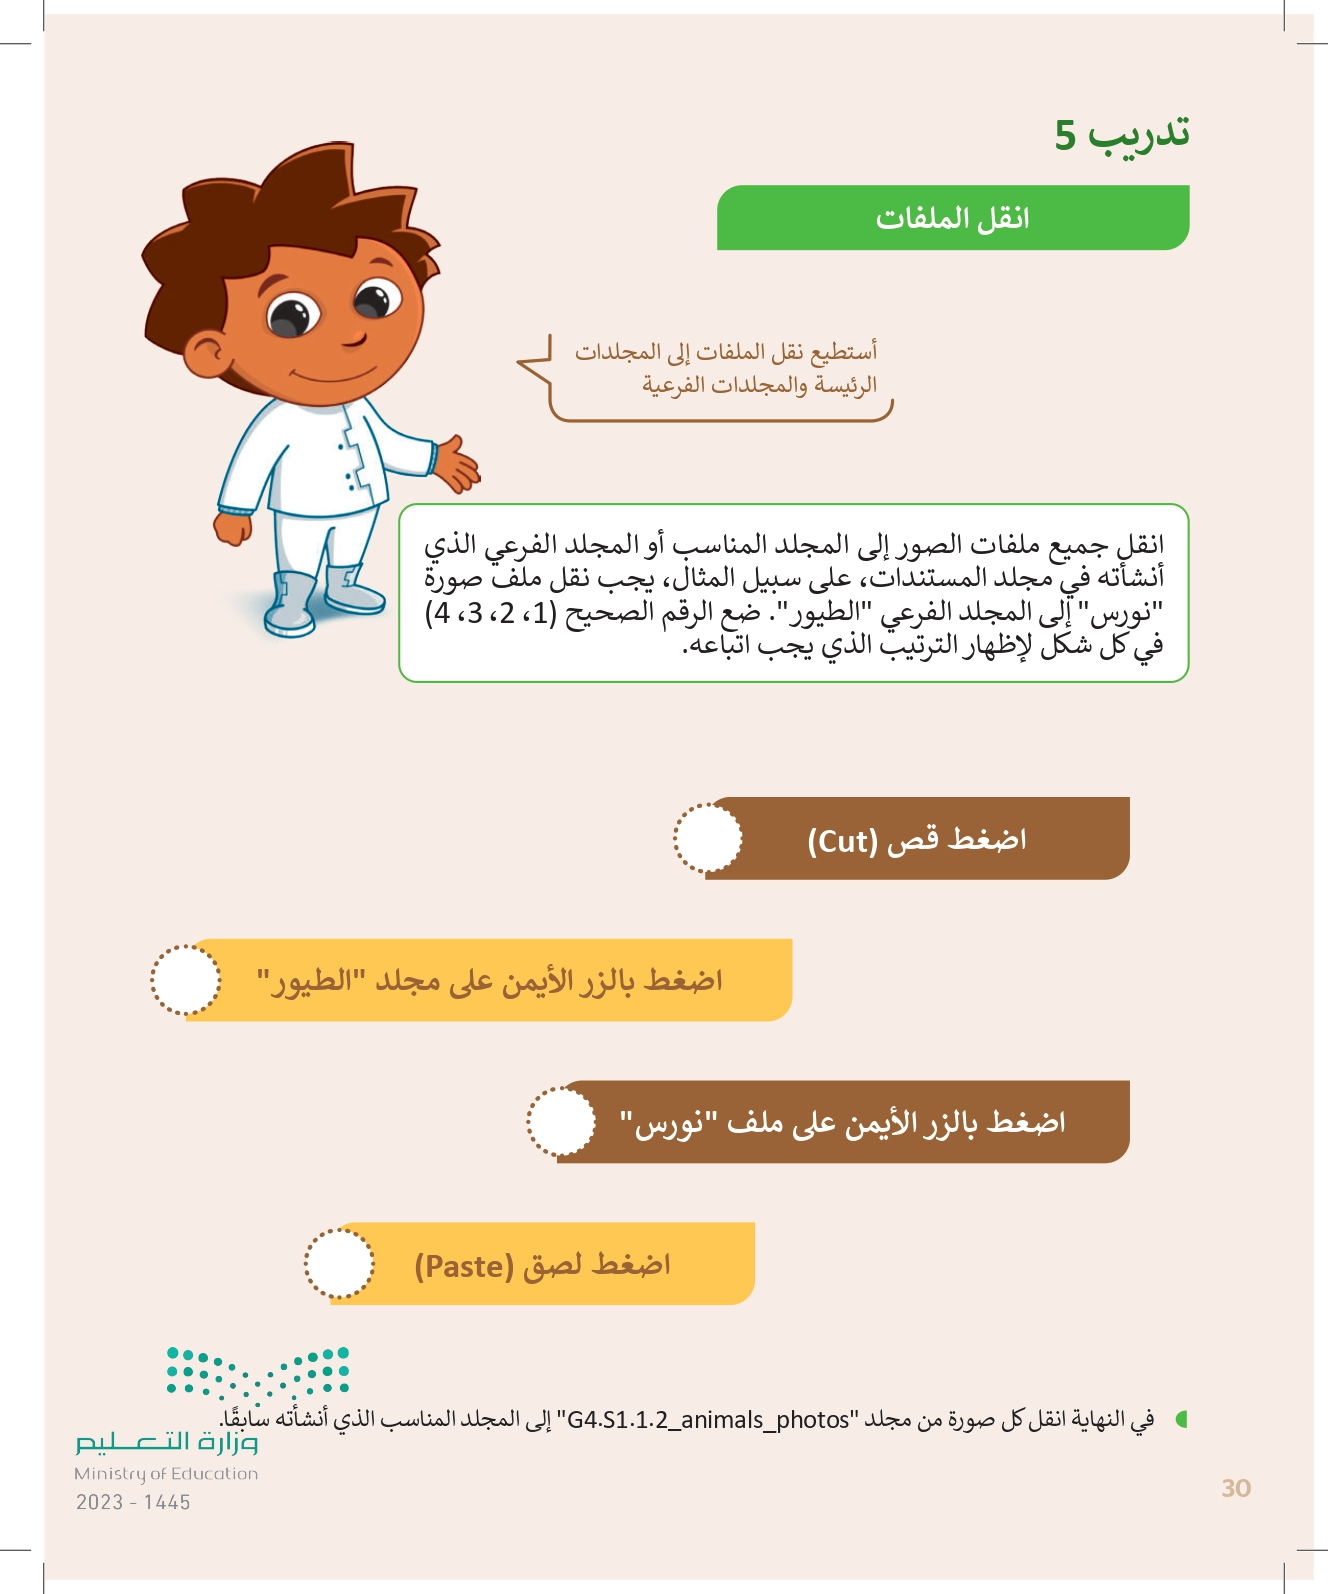 تدريب 5
انقل الملفات
أستطيع نقل الملفات إلى المجلدات
الرئيسة والمجلدات الفرعية
انقل جميع ملفات الصور إلى المجلد المناسب أو المجلد الفرعي الذي
أنشأته في مجلد المستندات، على سبيل المثال، يجب نقل ملف صورة
"نورس" إلى المجلد الفرعي "الطيور". ضع الرقم الصحيح (1، 2، 3، 4)
في كل شكل لإظهار الترتيب الذي يجب اتباعه.
اضغط قص (Cut)
اضغط بالزر الأيمن على مجلد "الطيور"
اضغط بالزر الأيمن على ملف "نورس"
اضغط لصق (Paste)
في النهاية انقل كل صورة من مجلد "G4.S1.1.2_animals_photos" إلى المجلد المناسب الذي أنشأته سابقًا.
وزارة التعليم
Ministry of Education
2023 - 1445
30